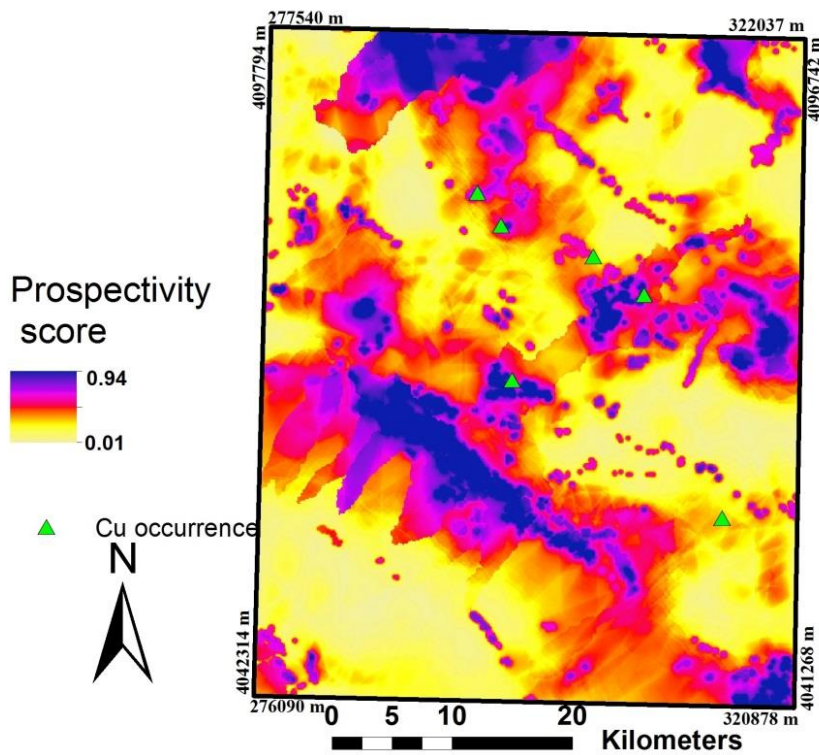 277540 m
322037 m
4097794 m
4096742 m
Prospectivity
score
0.94
0.01
Cu occurrence
N
4042314 m
4041268 m
276090 m
320878 m
0 5 10 20
Kilometers